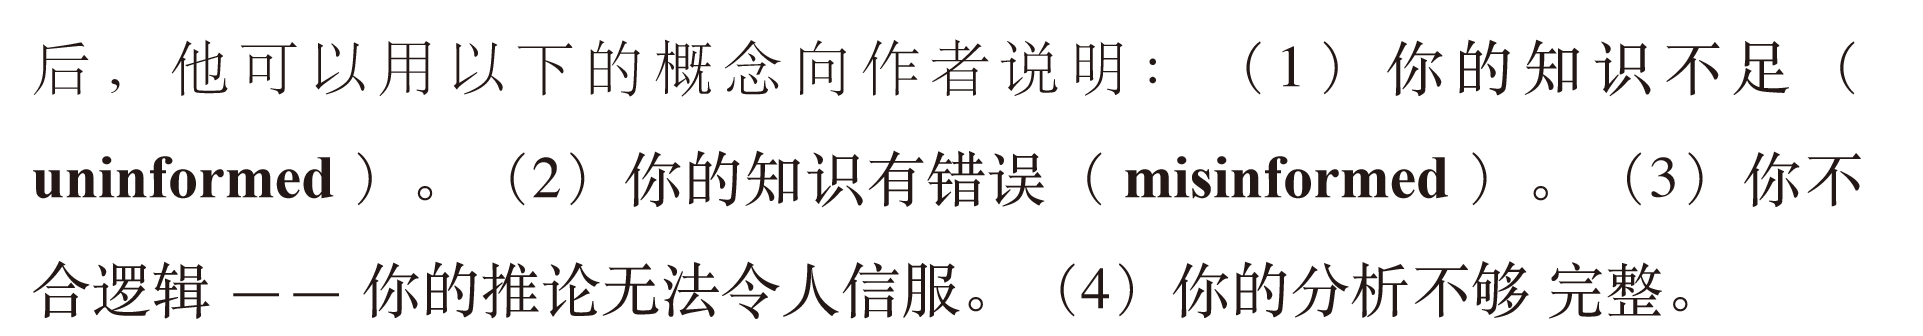 后，他可以用以下的概念向作者说明：（1）你的知识不足（
uninformed）。（2）你的知识有错误（misinformed）。（3）你不
合逻辑 —— 你的推论无法令人信服。（4）你的分析不够 完整。